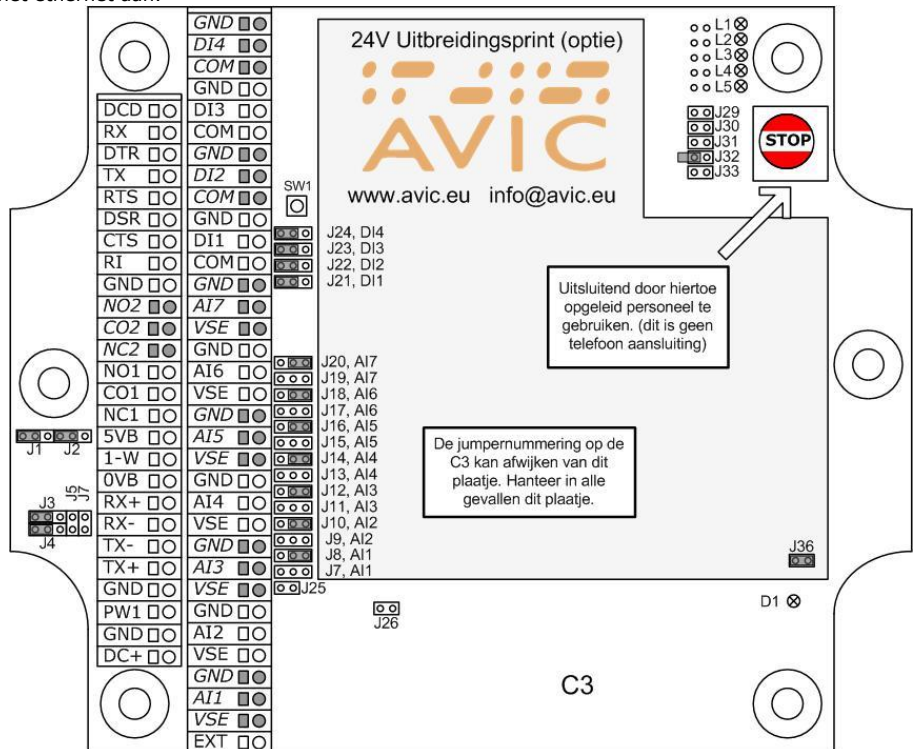 het ethernet aan.
GND
DI4
COM
GND
DI3
COM
GND
DI2
COM
GND
DI1
COM
GND
AI7
VSE
GND
AI6
VSE
GND
AI5
VSE
GND
AI4
VSE
GND
AI3
VSE
GND
AI2
VSE
GND
AI1
VSE
EXT
DCD
RX
DTR
TX
RTS
DSR
CTS
RI
GND
NO2
CO2
NC2
NO1
CO1
NC1
5VB
1-W
0VB
RX+
RX-
TX-
TX+
GND
PW1
GND
DC+
J1 J2
J3
J5
J7
J4
24V Uitbreidingsprint (optie)
AVIC
www.avic.eu info@avic.eu
SW1
J24, DI4
J23, DI3
J22, DI2
J21, DI1
J20, AI7
J19, AI7
J18, AI6
J17, AI6
J16, AI5
J15, AI5
J14, AI4
J13, AI4
J12, AI3
J11, AI3
J10, AI2
J9, AI2
J8, AI1
J7, AI1
J25
J26
L1
L2
L3
L4
L5
J29
J30
J31
J32
J33
STOP
Uitsluitend door hiertoe
opgeleid personeel te
gebruiken. (dit is geen
telefoon aansluiting)
De jumpernummering op de
C3 kan afwijken van dit
plaatje. Hanteer in alle
gevallen dit plaatje.
J36
D1
C3